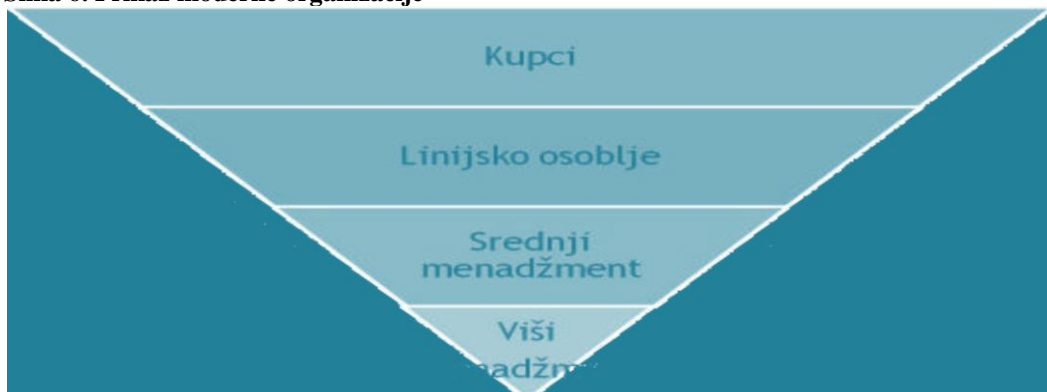 Kupci
Linijsko osoblje
Srednji
menadžment
Viši